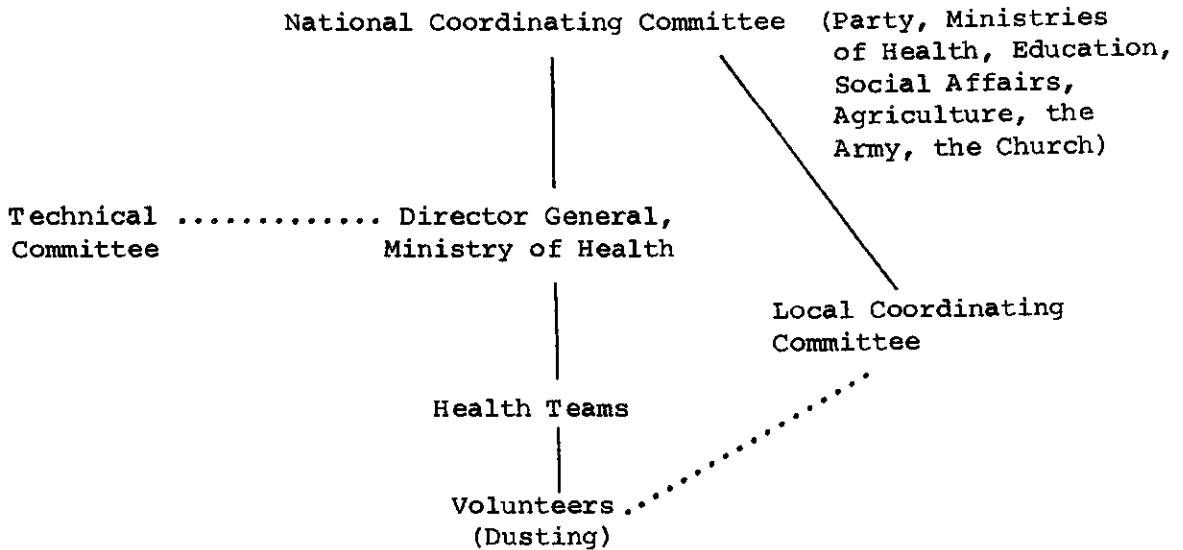 National Coordinating Committee (Party, Ministries
of Health, Education,
Social Affairs,
Agriculture, the
Army, the Church)
Technical ............. Director General,
Committee Ministry of Health
Local Coordinating
Committee
Health Teams
Volunteers
(Dusting)